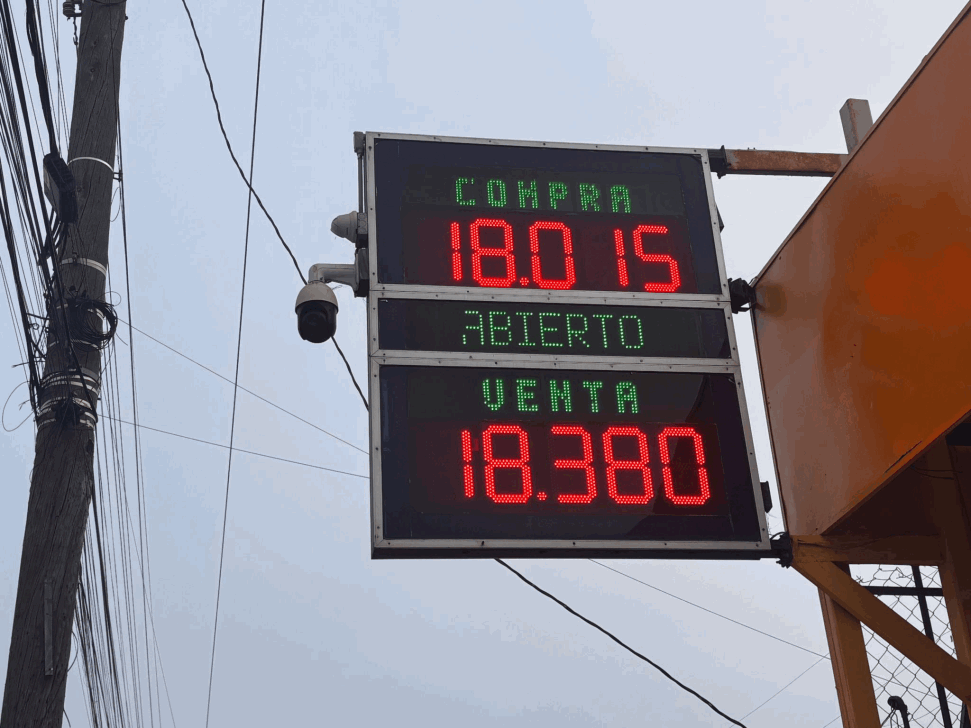 COMPRA
18.015
ABIERTO
VENTA
18.380